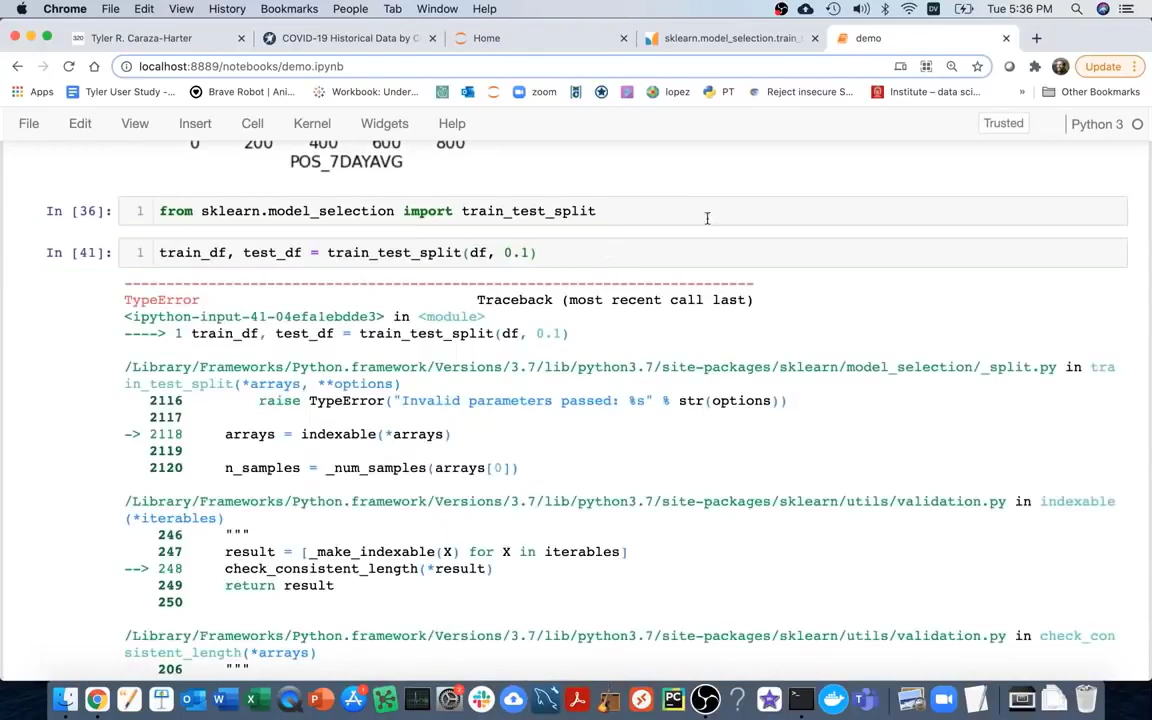 Chrome File Edit View History Bookmarks People Tab Window Help Tue 5:36 PM
Tyler R. Caraza-Harter COVID-19 Historical Data by C Home sklearn.model_selection.train_ demo
localhost:8889/notebooks/demo.ipynb Update
Apps Tyler User Study -... Brave Robot | Ani... Workbook: Under... zoom lopez PT Reject insecure S... Institute – data sci... » Other Bookmarks
File Edit View Insert Cell Kernel Widgets Help Trusted Python 3
0 200 400 600 800
POS_7DAYAVG
In [36]: 1 from sklearn.model_selection import train_test_split
In [41]: 1 train_df, test_df = train_test_split(df, 0.1)
---------------------------------------------------------------------------
TypeError Traceback (most recent call last)
<ipython-input-41-04efa1ebdde3> in <module>
----> 1 train_df, test_df = train_test_split(df, 0.1)
/Library/Frameworks/Python.framework/Versions/3.7/lib/python3.7/site-packages/sklearn/model_selection/_split.py in tra
in_test_split(*arrays, **options)
2116 raise TypeError("Invalid parameters passed: %s" % str(options))
2117
-> 2118 arrays = indexable(*arrays)
2119
2120 n_samples = _num_samples(arrays[0])
/Library/Frameworks/Python.framework/Versions/3.7/lib/python3.7/site-packages/sklearn/utils/validation.py in indexable
(*iterables)
246 """
247 result = [_make_indexable(X) for X in iterables]
--> 248 check_consistent_length(*result)
249 return result
250
/Library/Frameworks/Python.framework/Versions/3.7/lib/python3.7/site-packages/sklearn/utils/validation.py in check_con
sistent_length(*arrays)
206 """